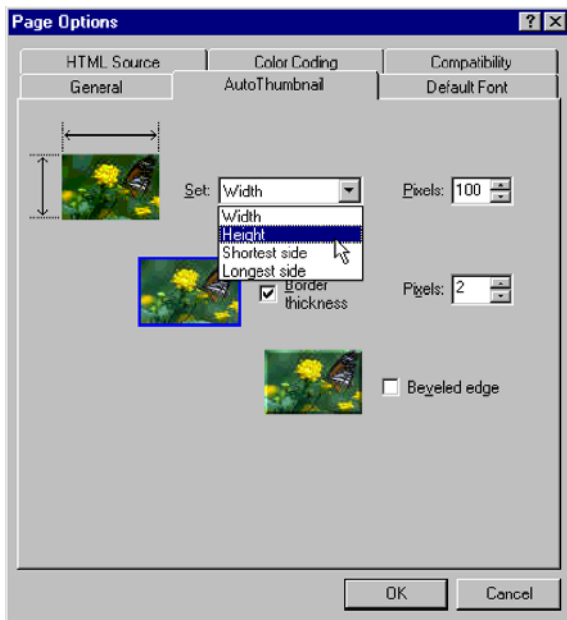 Page Options
HTML Source Color Coding Compatibility
General AutoThumbnail Default Font
Set: Width Pixels: 100
Width
Height
Shortest side
Longest side
Border
thickness
Pixels: 2
Beveled edge
OK Cancel